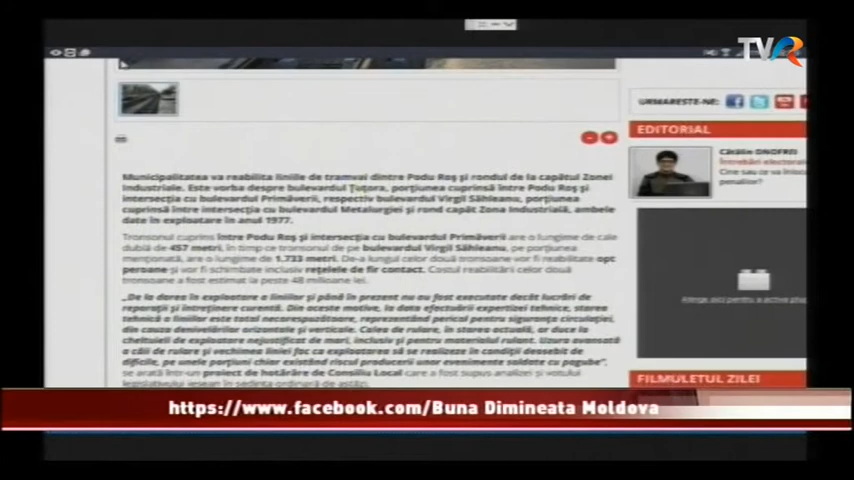 TVR
URMARESTE-NE:
EDITORIAL
Cătălin ONOFREI
Întrebări electorale
Cine sau ce va înlocui
penalilor?
Municipalitatea va reabilita liniile de tramvai dintre Podu Roș și rondul de la capătul Zonei
Industriale. Este vorba despre bulevardul Țuțora, porțiunea cuprinsă între Podu Roș și
intersecția cu bulevardul Primăverii, respectiv bulevardul Virgil Săhleanu, porțiunea
cuprinsă între intersecția cu bulevardul Metalurgiei și rond capăt Zona Industrială, ambele
date în exploatare în anul 1977.
Tronsonul cuprins între Podu Roș și intersecția cu bulevardul Primăverii are o lungime de cale
dublă de 457 metri, în timp ce tronsonul de pe bulevardul Virgil Săhleanu, pe porțiunea
menționată, are o lungime de 1.733 metri. De-a lungul celor două tronsoane vor fi reabilitate opt
peroane și vor fi schimbate inclusiv rețelele de fir contact. Costul reabilitării celor două
tronsoane a fost estimat la peste 48 milioane lei.
„De la darea în exploatare a liniilor și până în prezent nu au fost executate decât lucrări de
reparații și întreținere curentă. Din aceste motive, la data efectuării expertizei tehnice, starea
tehnică a liniilor este total necorespunzătoare, reprezentând pericol pentru siguranța circulației,
din cauza denivelărilor orizontale și verticale. Calea de rulare, în starea actuală, ar duce la
cheltuieli de exploatare nejustificat de mari, inclusiv pentru materialul rulant. Uzura avansată
a căii de rulare și vechimea liniei fac ca exploatarea să se realizeze în condiții deosebit de
dificile, pe unele porțiuni chiar existând riscul producerii unor evenimente soldate cu pagube”,
se arată într-un proiect de hotărâre de Consiliu Local care a fost supus analizei și votului
legislativului ieșean în ședința ordinară de astăzi.
Atinge aici pentru a active
FILMULETUL ZILEI
https://www.facebook.com/Buna Dimineata Moldova